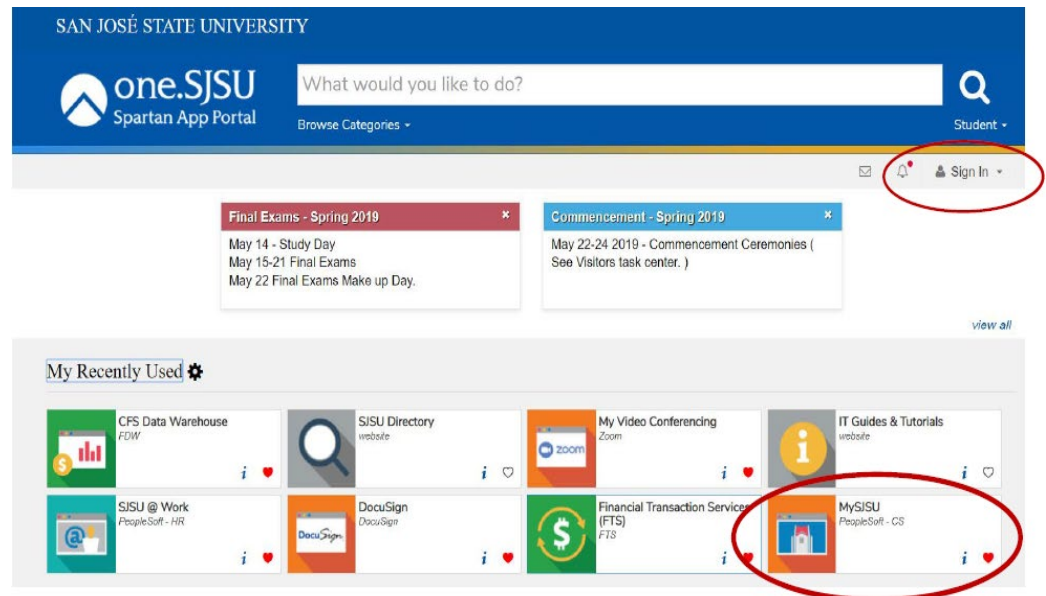 SAN JOSÉ STATE UNIVERSITY
one.SJSU
Spartan App Portal
What would you like to do?
Browse Categories
Student
Sign In
Final Exams - Spring 2019
May 14 - Study Day
May 15-21 Final Exams
May 22 Final Exams Make up Day.
Commencement - Spring 2019
May 22-24 2019 - Commencement Ceremonies (
See Visitors task center. )
view all
My Recently Used
CFS Data Warehouse
FDW
SJSU Directory
website
zoom
My Video Conferencing
Zoom
IT Guides & Tutorials
website
SJSU @ Work
PeopleSoft - HR
DocuSign
DocuSign
DocuSign
Financial Transaction Services
(FTS)
FTS
MySJSU
PeopleSoft - CS